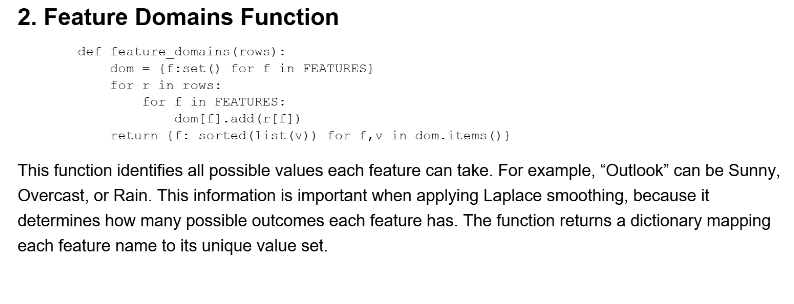 2. Feature Domains Function
def feature_domains(rows):
dom = {f:set() for f in FEATURES}
for r in rows:
for f in FEATURES:
dom[f].add(r[f])
return {f: sorted(list(v)) for f,v in dom.items()}
This function identifies all possible values each feature can take. For example, “Outlook” can be Sunny,
Overcast, or Rain. This information is important when applying Laplace smoothing, because it
determines how many possible outcomes each feature has. The function returns a dictionary mapping
each feature name to its unique value set.